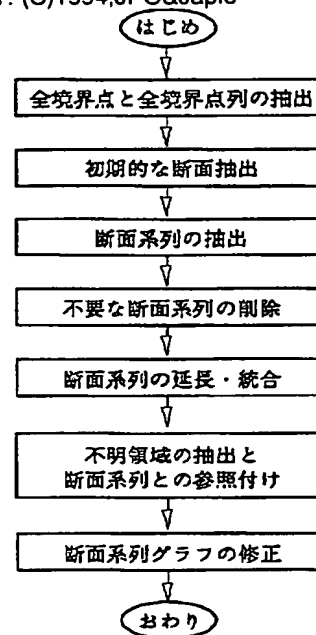 (C)1994,JPO&Japio
はじめ
全境界点と全境界点列の抽出
初期的な断面抽出
断面系列の抽出
不要な断面系列の削除
断面系列の延長・統合
不明領域の抽出と
断面系列との参照付け
断面系列グラフの修正
おわり